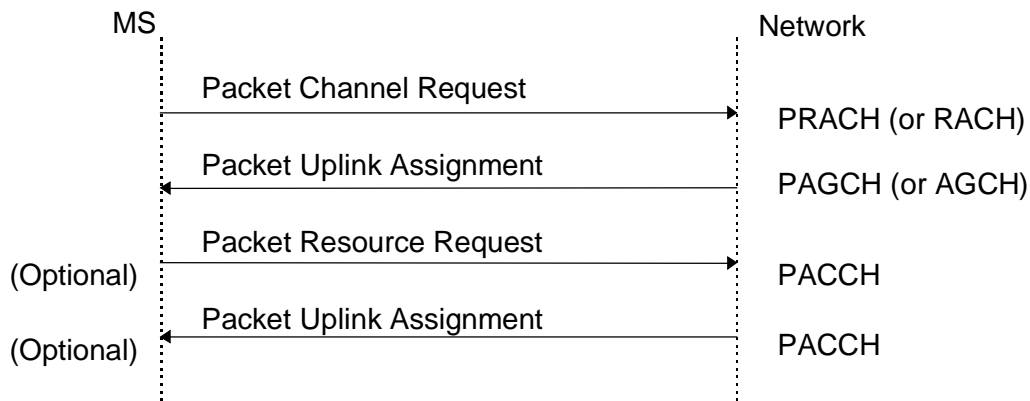 MS
Network
Packet Channel Request
PRACH (or RACH)
Packet Uplink Assignment
PAGCH (or AGCH)
Packet Resource Request
(Optional)
PACCH
Packet Uplink Assignment
(Optional)
PACCH